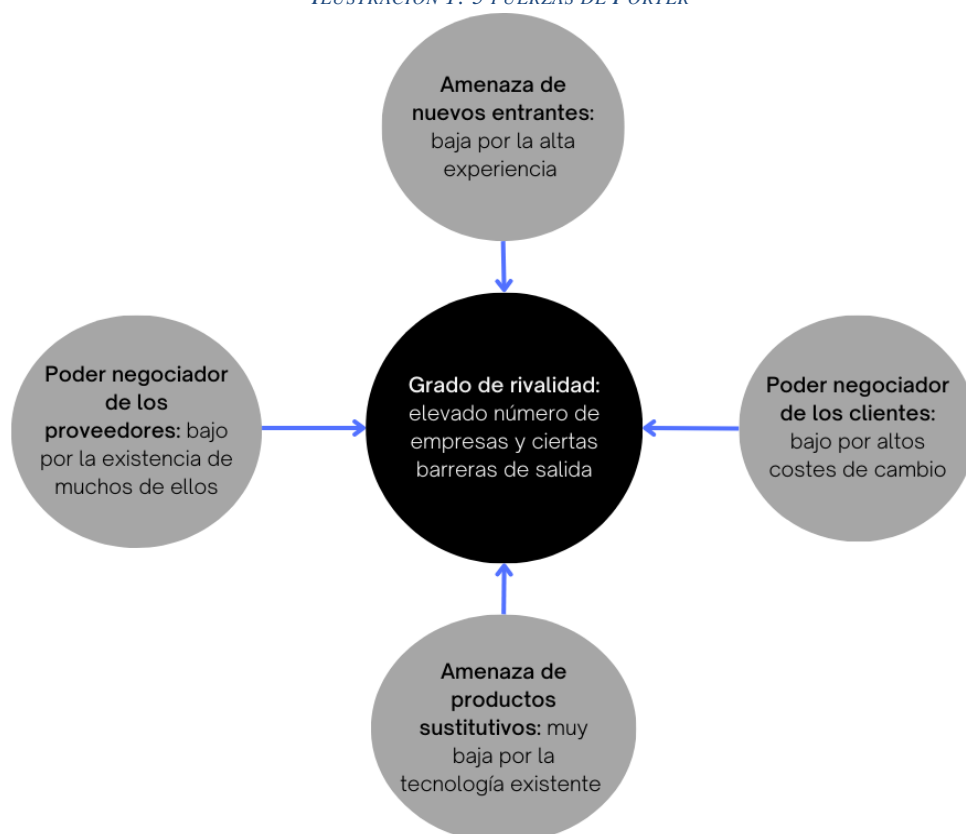 ILUSTRACIÓN 1: 5 FUERZAS DE PORTER
Amenaza de
nuevos entrantes:
baja por la alta
experiencia
Poder negociador
de los
proveedores: bajo
por la existencia de
muchos de ellos
Grado de rivalidad:
elevado número de
empresas y ciertas
barreras de salida
Poder negociador
de los clientes:
bajo por altos
costes de cambio
Amenaza de
productos
sustitutivos: muy
baja por la
tecnología existente